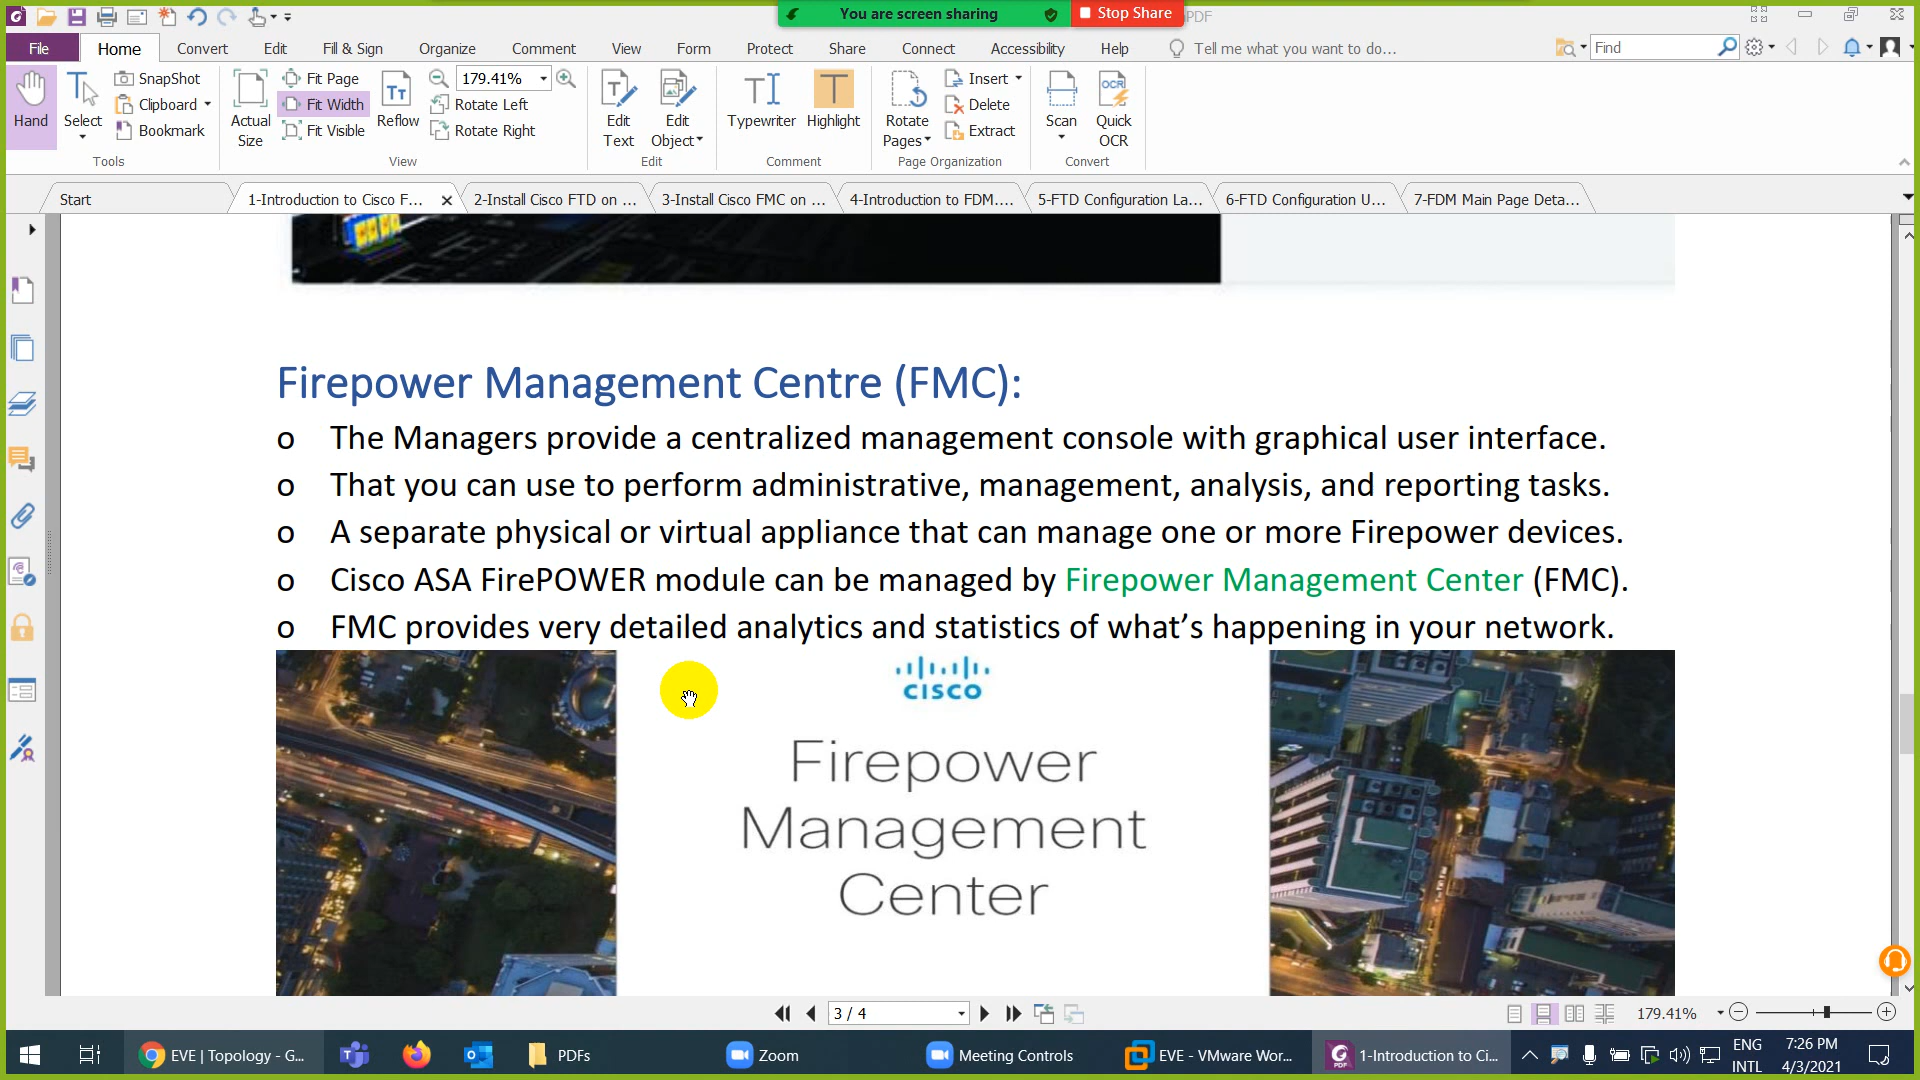 You are screen sharing
Stop Share
PDF
File
Home
Convert
Edit
Fill & Sign
Organize
Comment
View
Form
Protect
Share
Connect
Accessibility
Help
Tell me what you want to do...
Find
Hand
Select
SnapShot
Clipboard
Bookmark
Tools
Actual Size
Fit Page
Fit Width
Fit Visible
Reflow
179.41%
Rotate Left
Rotate Right
View
Edit Text
Edit Object
Edit
Typewriter
Highlight
Comment
Rotate Pages
Insert
Delete
Extract
Page Organization
Scan
Quick OCR
Convert
Start
1-Introduction to Cisco F...
2-Install Cisco FTD on ...
3-Install Cisco FMC on ...
4-Introduction to FDM....
5-FTD Configuration La...
6-FTD Configuration U...
7-FDM Main Page Deta...
Firepower Management Centre (FMC):
o The Managers provide a centralized management console with graphical user interface.
o That you can use to perform administrative, management, analysis, and reporting tasks.
o A separate physical or virtual appliance that can manage one or more Firepower devices.
o Cisco ASA FirePOWER module can be managed by Firepower Management Center (FMC).
o FMC provides very detailed analytics and statistics of what's happening in your network.
CISCO
Firepower
Management
Center
3 / 4
179.41%
EVE | Topology - G...
PDFs
Zoom
Meeting Controls
EVE - VMware Wor...
1-Introduction to Ci...
ENG
INTL
7:26 PM
4/3/2021